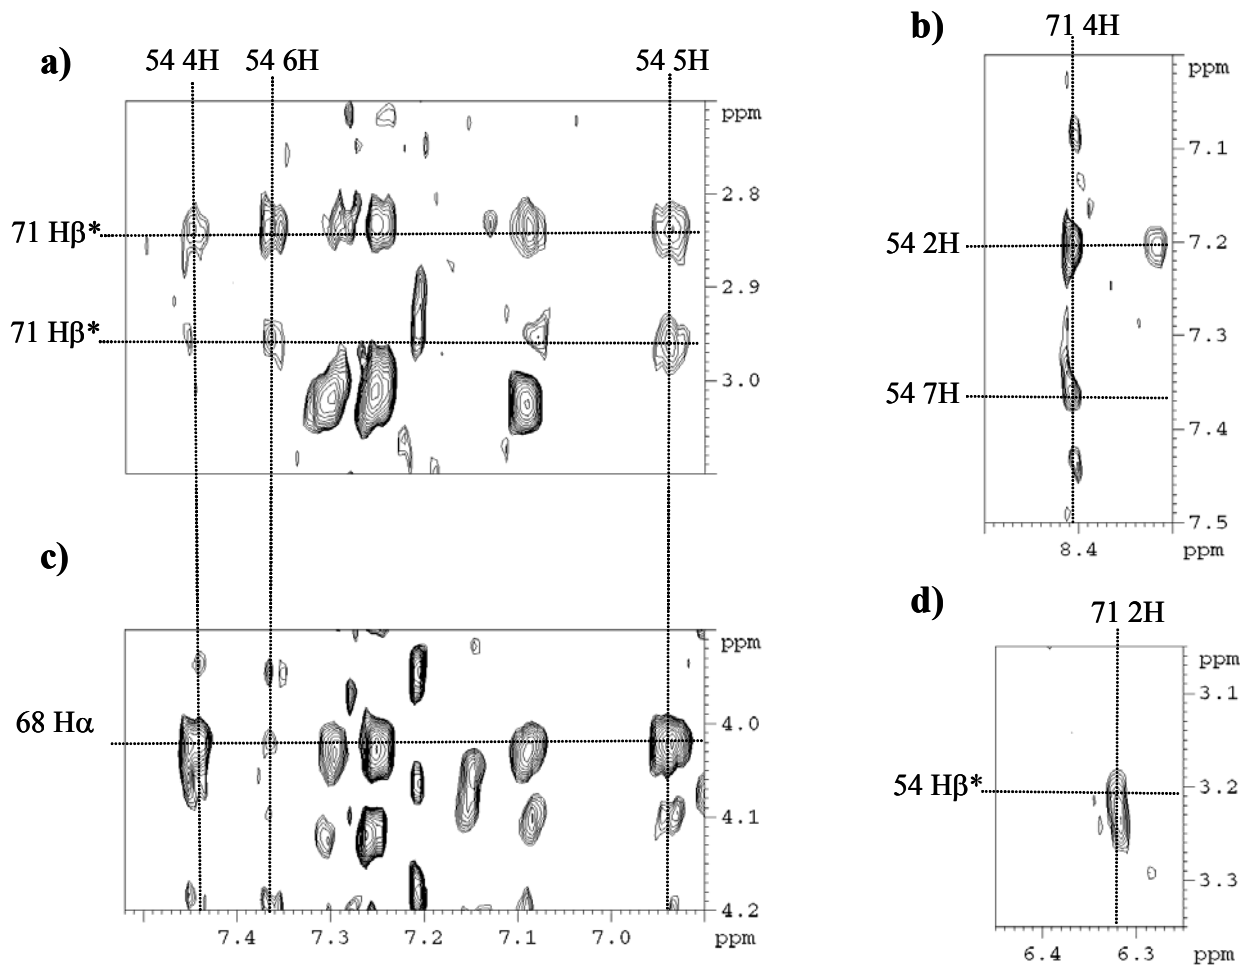 a)
54 4H 54 6H 54 5H
ppm
2.8
71 Hβ*
2.9
71 Hβ*
3.0
b)
71 4H
ppm
7.1
54 2H
7.2
7.3
54 7H
7.4
7.5
8.4 ppm
c)
ppm
68 Hα
4.0
4.1
4.2
7.4 7.3 7.2 7.1 7.0 ppm
d)
71 2H
ppm
3.1
54 Hβ*
3.2
3.3
6.4 6.3 ppm